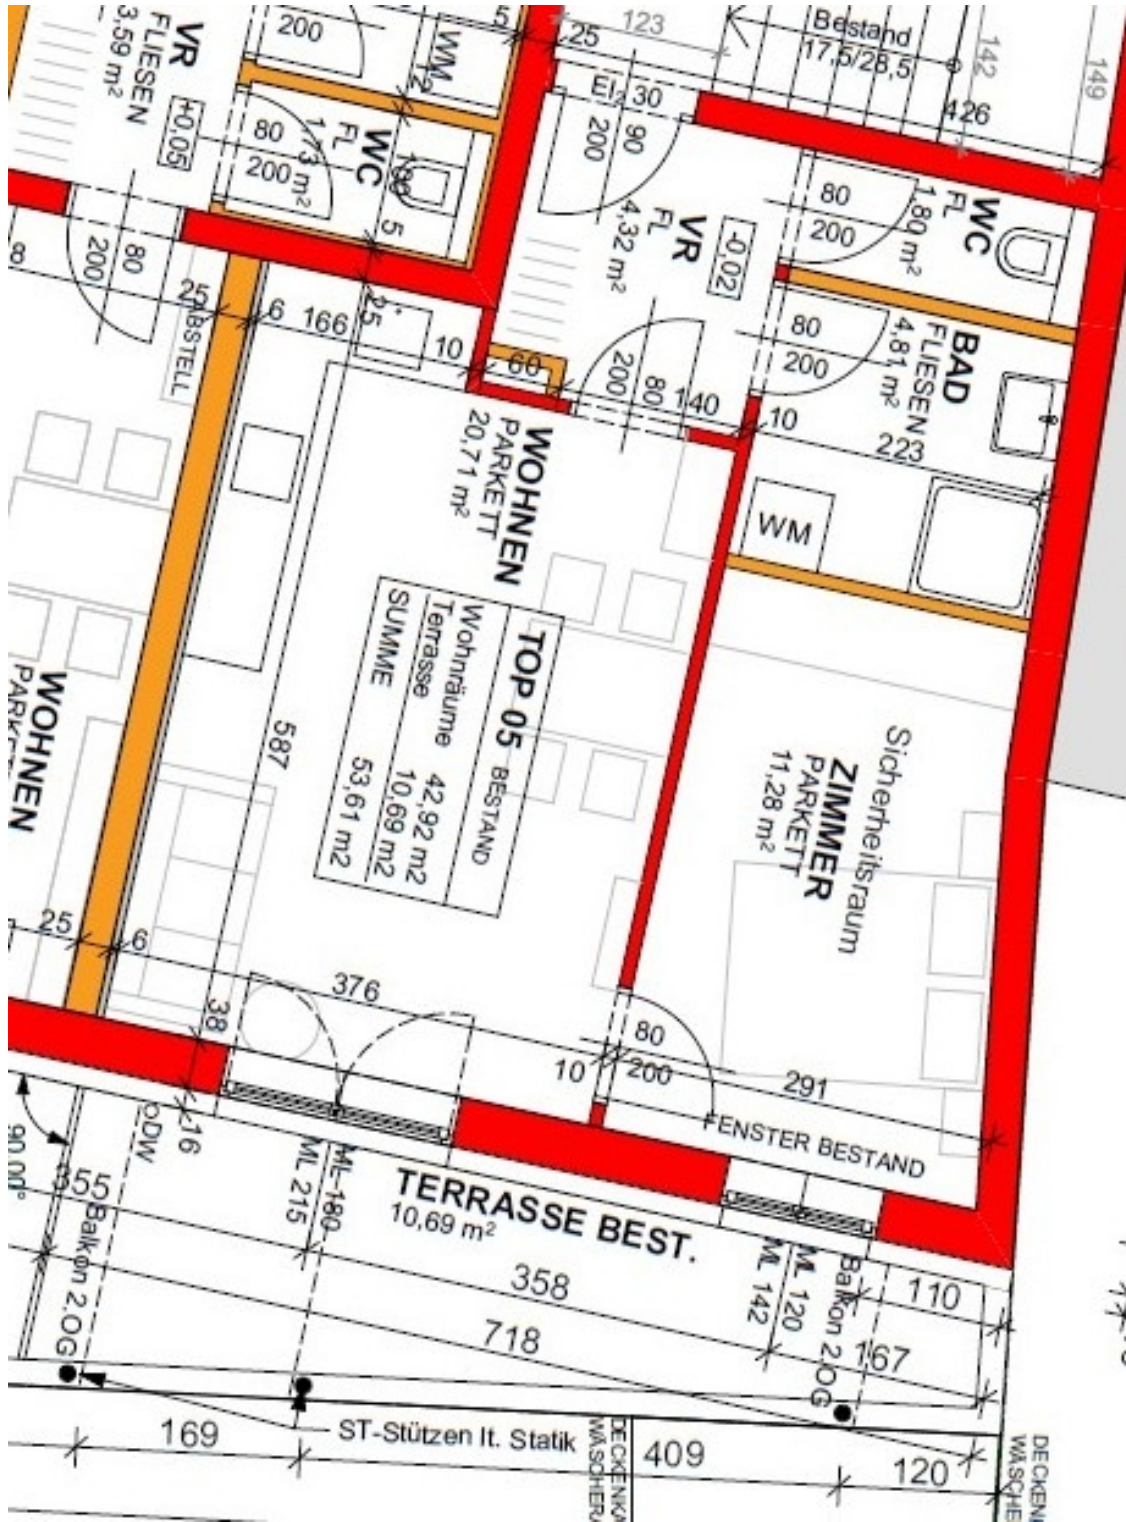 VR
FLIESEN
3,59 m²
+0,05
200
WM
80
200
WC
FL
1,73 m²
5
25
123
Bestand
17,5/28,5
142
149
426
EI₂ 30
90
200
VR
FL
4,32 m²
-0,02
80
200
WC
FL
1,80 m²
80
200
80
200
BAD
FLIESEN
4,81 m²
25
ABSTELL
6
166
25
10
60
200
80
140
10
223
WM
WOHNEN
PARKETT
20,71 m²
TOP 05 BESTAND
Wohnräume 42,92 m2
Terrasse 10,69 m2
SUMME 53,61 m2
587
WOHNEN
Sicherheitsraum
ZIMMER
PARKETT
11,28 m²
25
6
376
38
80
200
10
291
FENSTER BESTAND
16
90,00°
ODW
355
Balkon 2.OG
ML 180
ML 215
TERRASSE BEST.
10,69 m²
358
718
ML 120
ML 142
Balkon 2.OG
110
167
ST-Stützen lt. Statik
169
409
120